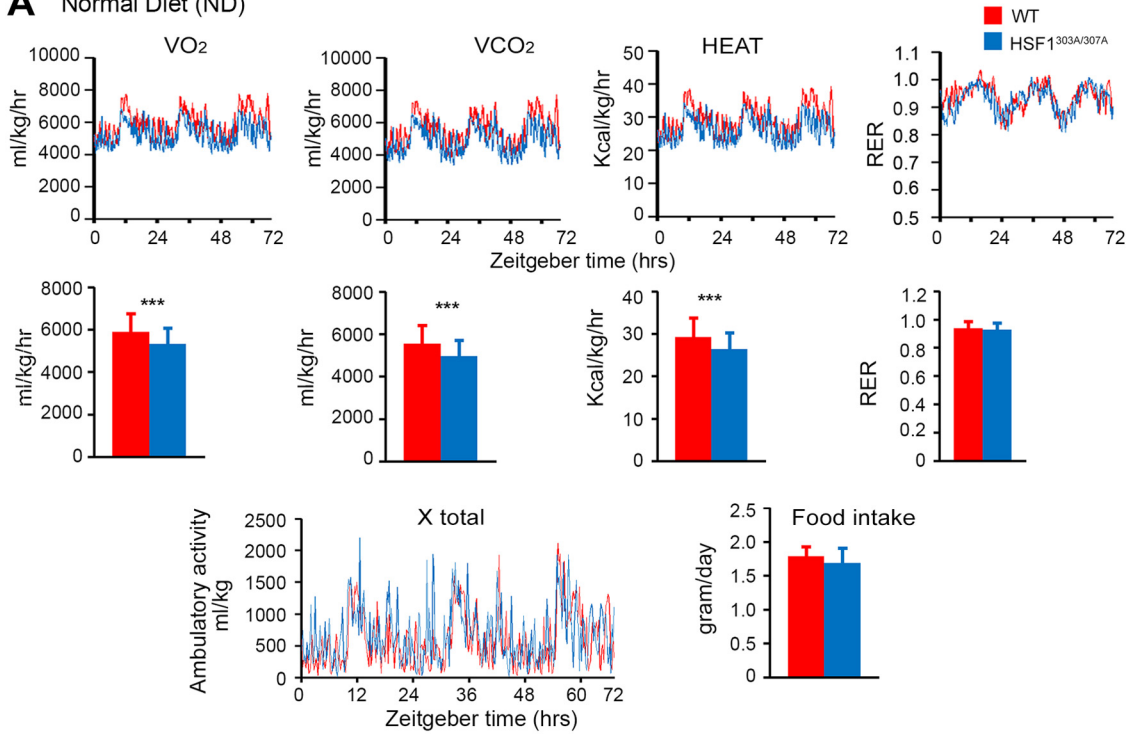 A Normal Diet (ND)
WT
HSF1303A/307A
VO2
VCO2
HEAT
ml/kg/hr
10000
8000
6000
4000
2000
0
0 24 48 72
ml/kg/hr
10000
8000
6000
4000
2000
0
0 24 48 72
Kcal/kg/hr
50
40
30
20
10
0
0 24 48 72
RER
1.1
1.0
0.9
0.8
0.7
0.6
0.5
0 24 48 72
Zeitgeber time (hrs)
ml/kg/hr
8000
6000
4000
2000
0
***
ml/kg/hr
8000
6000
4000
2000
0
***
Kcal/kg/hr
40
30
20
10
0
***
RER
1.2
1.0
0.8
0.6
0.4
0.2
0
X total
Ambulatory activity
ml/kg
2500
2000
1500
1000
500
0
0 12 24 36 48 60 72
Zeitgeber time (hrs)
Food intake
gram/day
2.5
2.0
1.5
1.0
0.5
0